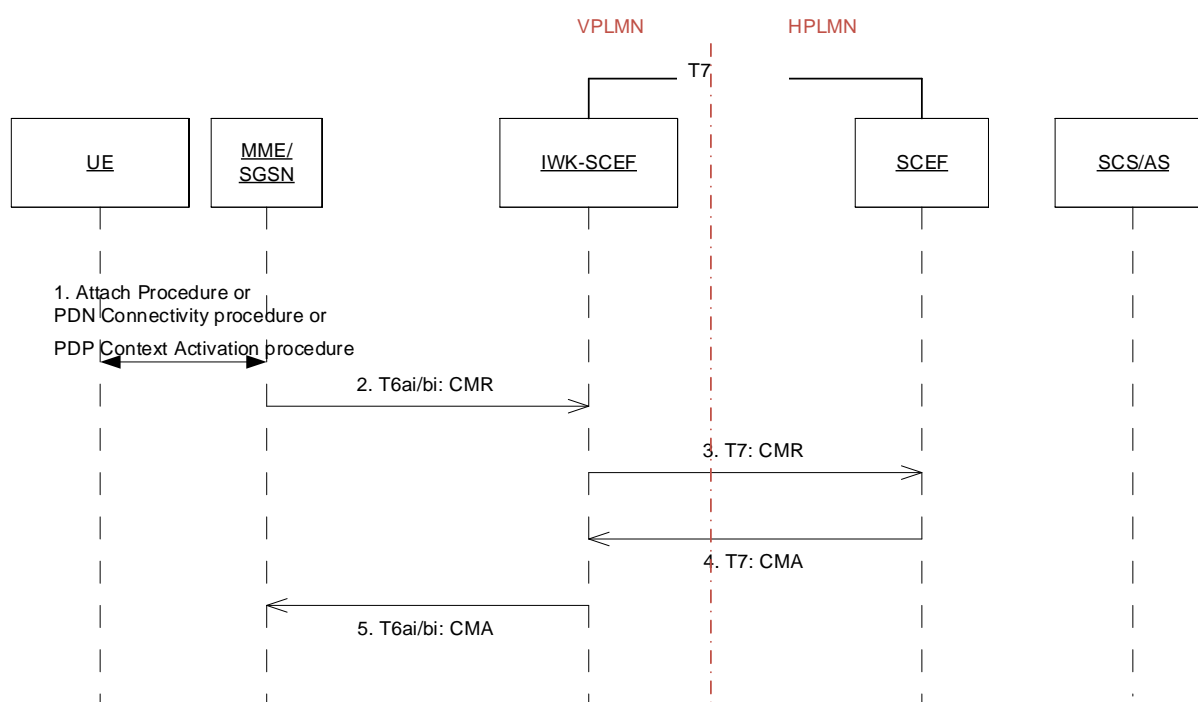 VPLMN
HPLMN
T7
UE
MME/
SGSN
IWK-SCEF
SCEF
SCS/AS
1. Attach Procedure or
PDN Connectivity procedure or
PDP Context Activation procedure
2. T6ai/bi: CMR
3. T7: CMR
4. T7: CMA
5. T6ai/bi: CMA